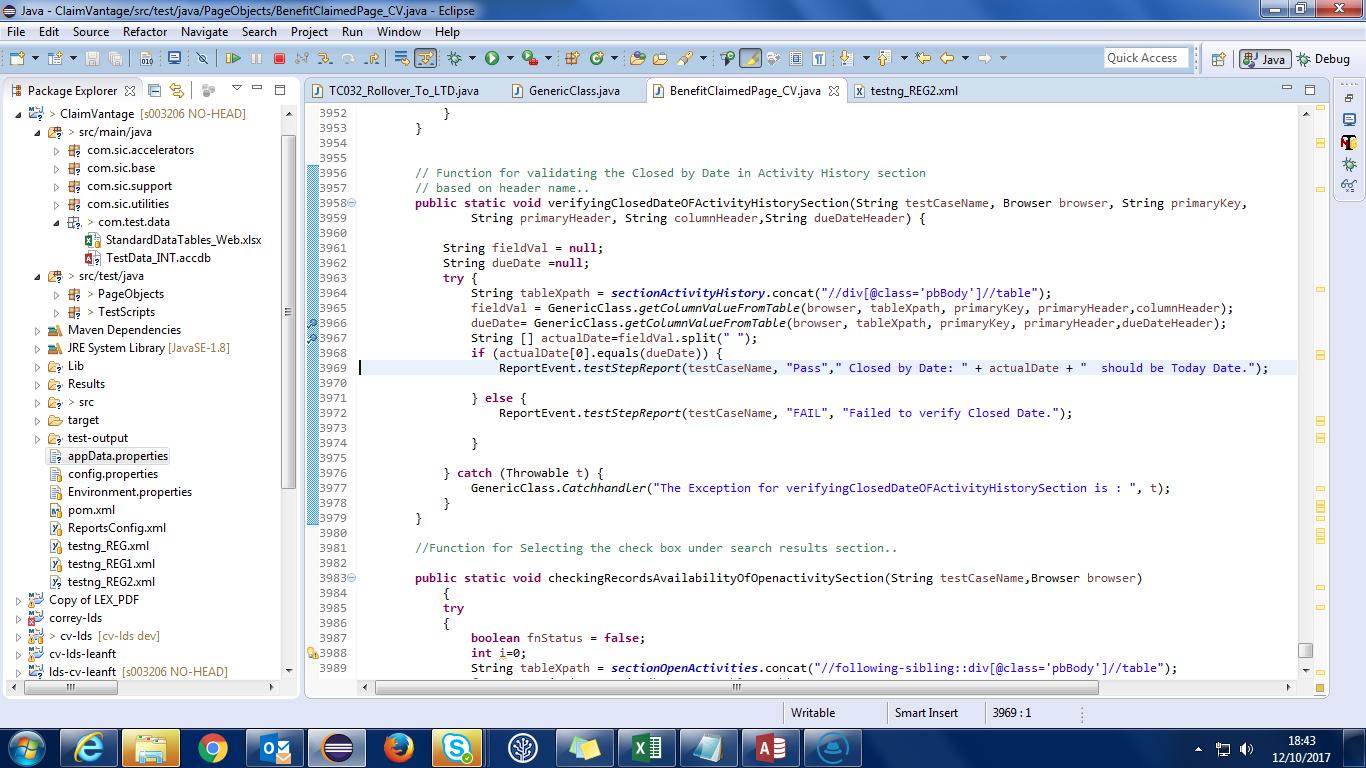 Java - ClaimVantage/src/test/java/PageObjects/BenefitClaimedPage_CV.java - Eclipse
File Edit Source Refactor Navigate Search Project Run Window Help
Quick Access
Java
Debug
Package Explorer
TC032_Rollover_To_LTD.java
GenericClass.java
BenefitClaimedPage_CV.java
testng_REG2.xml
> ClaimVantage [s003206 NO-HEAD]
> src/main/java
com.sic.accelerators
> com.sic.base
> com.sic.support
> com.sic.utilities
> com.test.data
StandardDataTables_Web.xlsx
TestData_INT.accdb
> src/test/java
> PageObjects
> TestScripts
Maven Dependencies
JRE System Library [JavaSE-1.8]
Lib
Results
> src
target
test-output
appData.properties
config.properties
Environment.properties
pom.xml
ReportsConfig.xml
testng_REG.xml
testng_REG1.xml
testng_REG2.xml
Copy of LEX_PDF
correy-lds
> cv-lds [cv-lds dev]
cv-lds-leanft
lds-cv-leanft [s003206 NO-HEAD]
3952 }
3953 }
3954
3955
3956 // Function for validating the Closed by Date in Activity History section
3957 // based on header name..
3958 public static void verifyingClosedDateOFActivityHistorySection(String testCaseName, Browser browser, String primaryKey,
3959 String primaryHeader, String columnHeader,String dueDateHeader) {
3960
3961 String fieldVal = null;
3962 String dueDate =null;
3963 try {
3964 String tableXpath = sectionActivityHistory.concat("//div[@class='pbBody']//table");
3965 fieldVal = GenericClass.getColumnValueFromTable(browser, tableXpath, primaryKey, primaryHeader,columnHeader);
3966 dueDate= GenericClass.getColumnValueFromTable(browser, tableXpath, primaryKey, primaryHeader,dueDateHeader);
3967 String [] actualDate=fieldVal.split(" ");
3968 if (actualDate[0].equals(dueDate)) {
3969 ReportEvent.testStepReport(testCaseName, "Pass"," Closed by Date: " + actualDate + "  should be Today Date.");
3970
3971 } else {
3972 ReportEvent.testStepReport(testCaseName, "FAIL", "Failed to verify Closed Date.");
3973
3974 }
3975
3976 } catch (Throwable t) {
3977 GenericClass.Catchhandler("The Exception for verifyingClosedDateOFActivityHistorySection is : ", t);
3978 }
3979 }
3980
3981 //Function for Selecting the check box under search results section..
3982
3983 public static void checkingRecordsAvailabilityOfOpenactivitySection(String testCaseName,Browser browser)
3984 {
3985 try
3986 {
3987 boolean fnStatus = false;
3988 int i=0;
3989 String tableXpath = sectionOpenActivities.concat("//following-sibling::div[@class='pbBody']//table");
Writable
Smart Insert
3969 : 1
18:43
12/10/2017